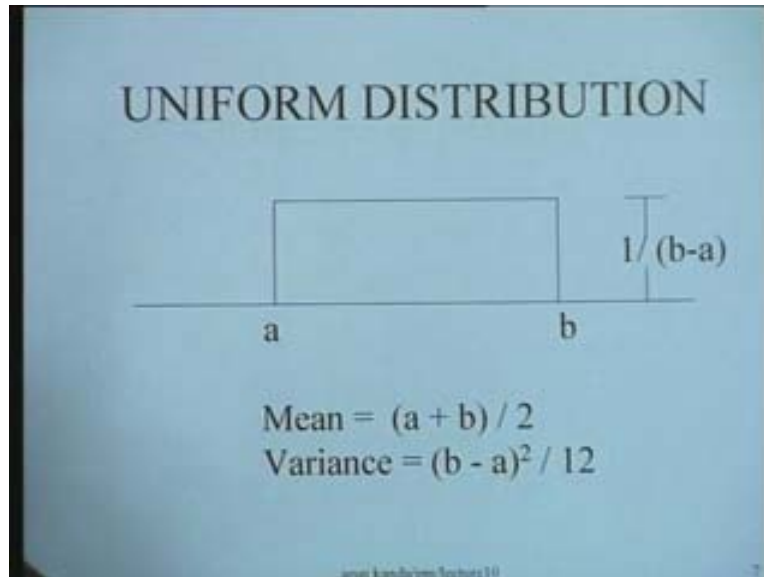 UNIFORM DISTRIBUTION
1/ (b-a)
a b
Mean = (a + b) / 2
Variance = (b - a)² / 12